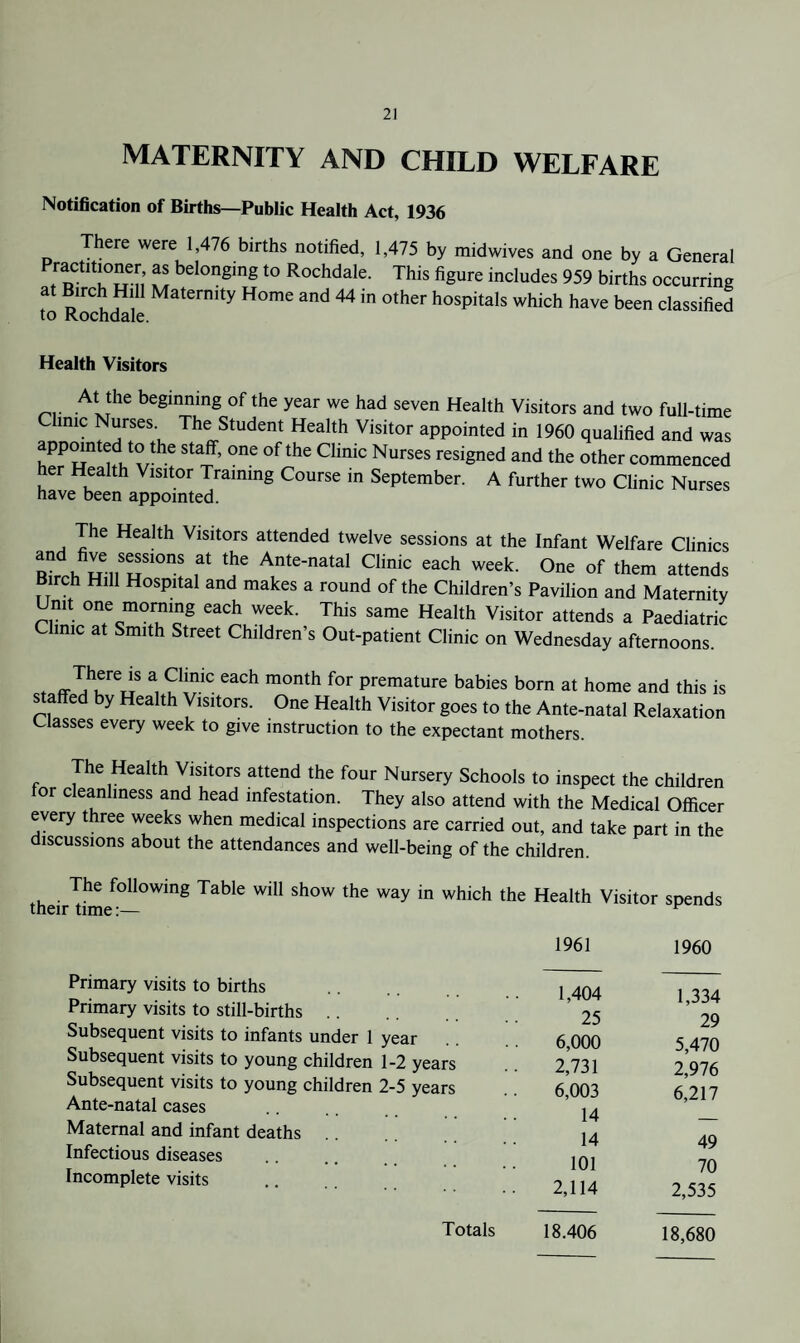 21
MATERNITY AND CHILD WELFARE
Notification of Births—Public Health Act, 1936
There were 1,476 births notified, 1,475 by midwives and one by a General
Practitioner, as belonging to Rochdale. This figure includes 959 births occurring
at Birch Hill Maternity Home and 44 in other hospitals which have been classified
to Rochdale.
Health Visitors
At the beginning of the year we had seven Health Visitors and two full-time
Clinic Nurses. The Student Health Visitor appointed in 1960 qualified and was
appointed to the staff, one of the Clinic Nurses resigned and the other commenced
her Health Visitor Training Course in September. A further two Clinic Nurses
have been appointed.
The Health Visitors attended twelve sessions at the Infant Welfare Clinics
and five sessions at the Ante-natal Clinic each week. One of them attends
Birch Hill Hospital and makes a round of the Children's Pavilion and Maternity
Unit one morning each week. This same Health Visitor attends a Paediatric
Clinic at Smith Street Children's Out-patient Clinic on Wednesday afternoons.
There is a Clinic each month for premature babies born at home and this is
staffed by Health Visitors. One Health Visitor goes to the Ante-natal Relaxation
Classes every week to give instruction to the expectant mothers.
The Health Visitors attend the four Nursery Schools to inspect the children
for cleanliness and head infestation. They also attend with the Medical Officer
every three weeks when medical inspections are carried out, and take part in the
discussions about the attendances and well-being of the children.
The following Table will show the way in which the Health Visitor spends
their time:—
1961 1960
Primary visits to births .. .. .. .. 1,404 1,334
Primary visits to still-births .. .. .. .. 25 29
Subsequent visits to infants under 1 year .. .. 6,000 5,470
Subsequent visits to young children 1-2 years .. 2,731 2,976
Subsequent visits to young children 2-5 years .. 6,003 6,217
Ante-natal cases .. .. .. .. .. 14 —
Maternal and infant deaths .. .. .. .. 14 49
Infectious diseases .. .. .. .. .. 101 70
Incomplete visits .. .. .. .. .. 2,114 2,535
Totals 18.406 18,680